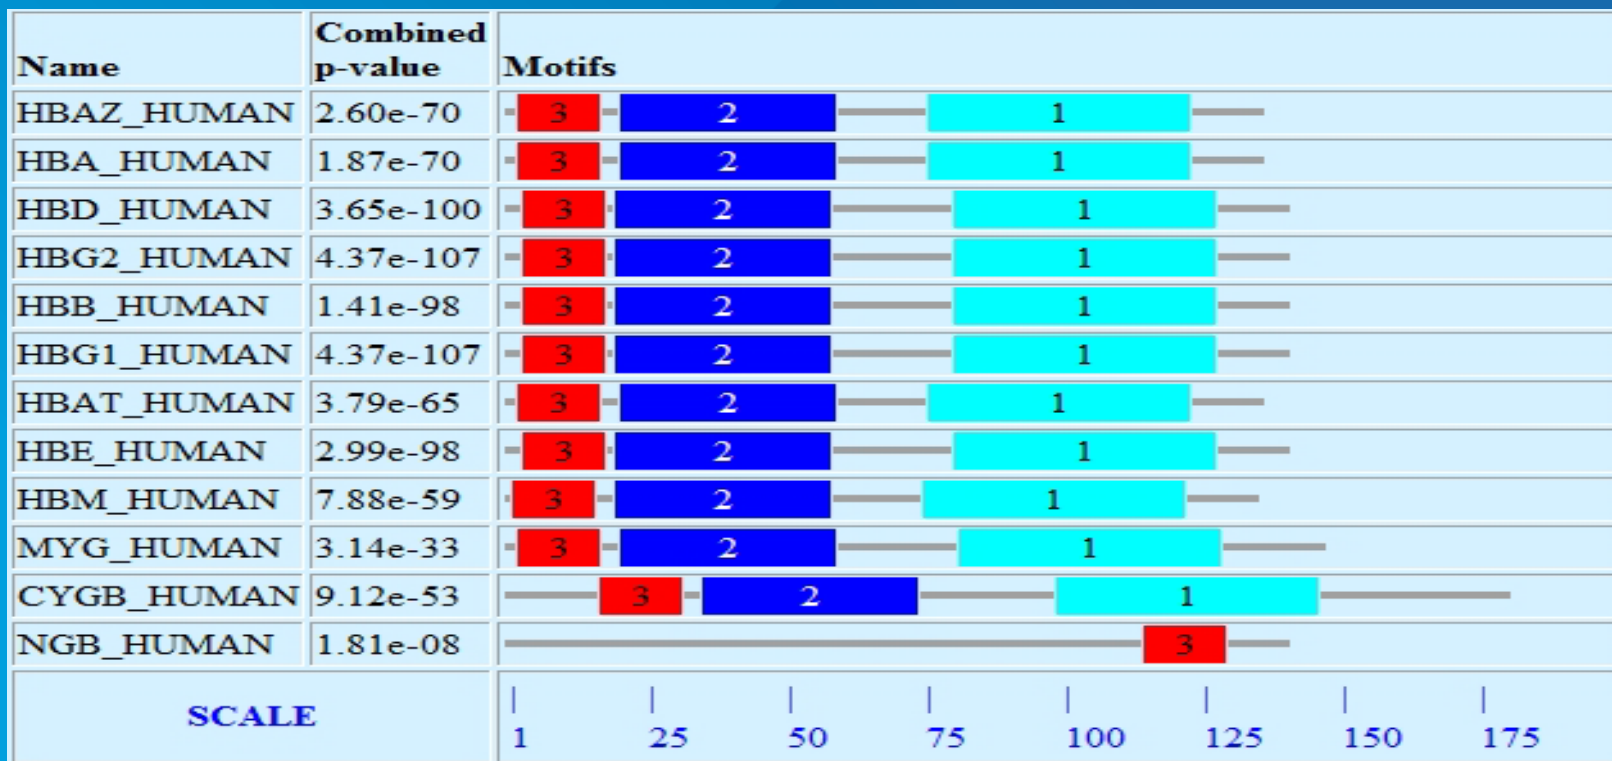 Name Combined p-value Motifs
HBAZ_HUMAN 2.60e-70 3 2 1
HBA_HUMAN 1.87e-70 3 2 1
HBD_HUMAN 3.65e-100 3 2 1
HBG2_HUMAN 4.37e-107 3 2 1
HBB_HUMAN 1.41e-98 3 2 1
HBG1_HUMAN 4.37e-107 3 2 1
HBAT_HUMAN 3.79e-65 3 2 1
HBE_HUMAN 2.99e-98 3 2 1
HBM_HUMAN 7.88e-59 3 2 1
MYG_HUMAN 3.14e-33 3 2 1
CYGB_HUMAN 9.12e-53 3 2 1
NGB_HUMAN 1.81e-08 3
SCALE 1 25 50 75 100 125 150 175